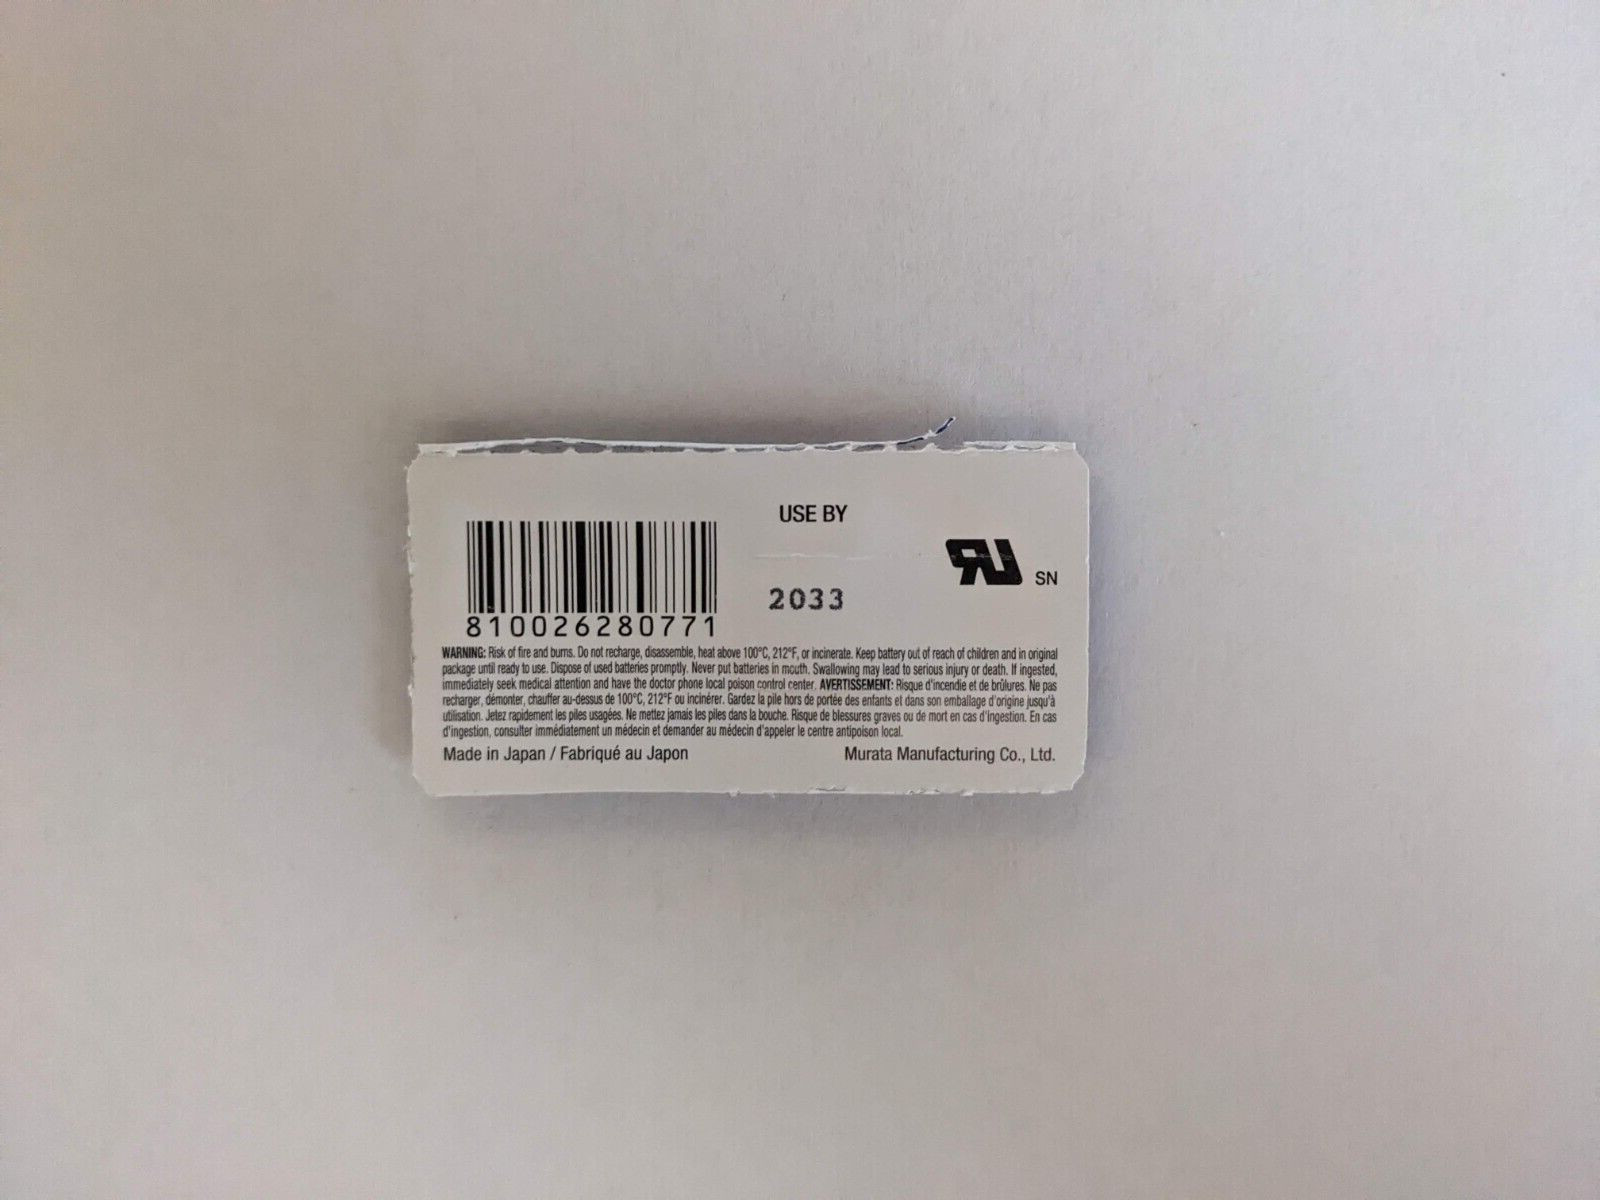 USE BY
SN
2033
810026280771
WARNING: Risk of fire and burns. Do not recharge, disassemble, heat above 100°C, 212°F, or incinerate. Keep battery out of reach of children and in original
package until ready to use. Dispose of used batteries promptly. Never put batteries in mouth. Swallowing may lead to serious injury or death. If ingested,
immediately seek medical attention and have the doctor phone local poison control center. AVERTISSEMENT: Risque d'incendie et de brûlures. Ne pas
recharger, démonter, chauffer au-dessus de 100°C, 212°F ou incinérer. Gardez la pile hors de portée des enfants et dans son emballage d'origine jusqu'à
utilisation. Jetez rapidement les piles usagées. Ne mettez jamais les piles dans la bouche. Risque de blessures graves ou de mort en cas d'ingestion. En cas
d'ingestion, consulter immédiatement un médecin et demander au médecin d'appeler le centre antipoison local.
Made in Japan / Fabriqué au Japon
Murata Manufacturing Co., Ltd.